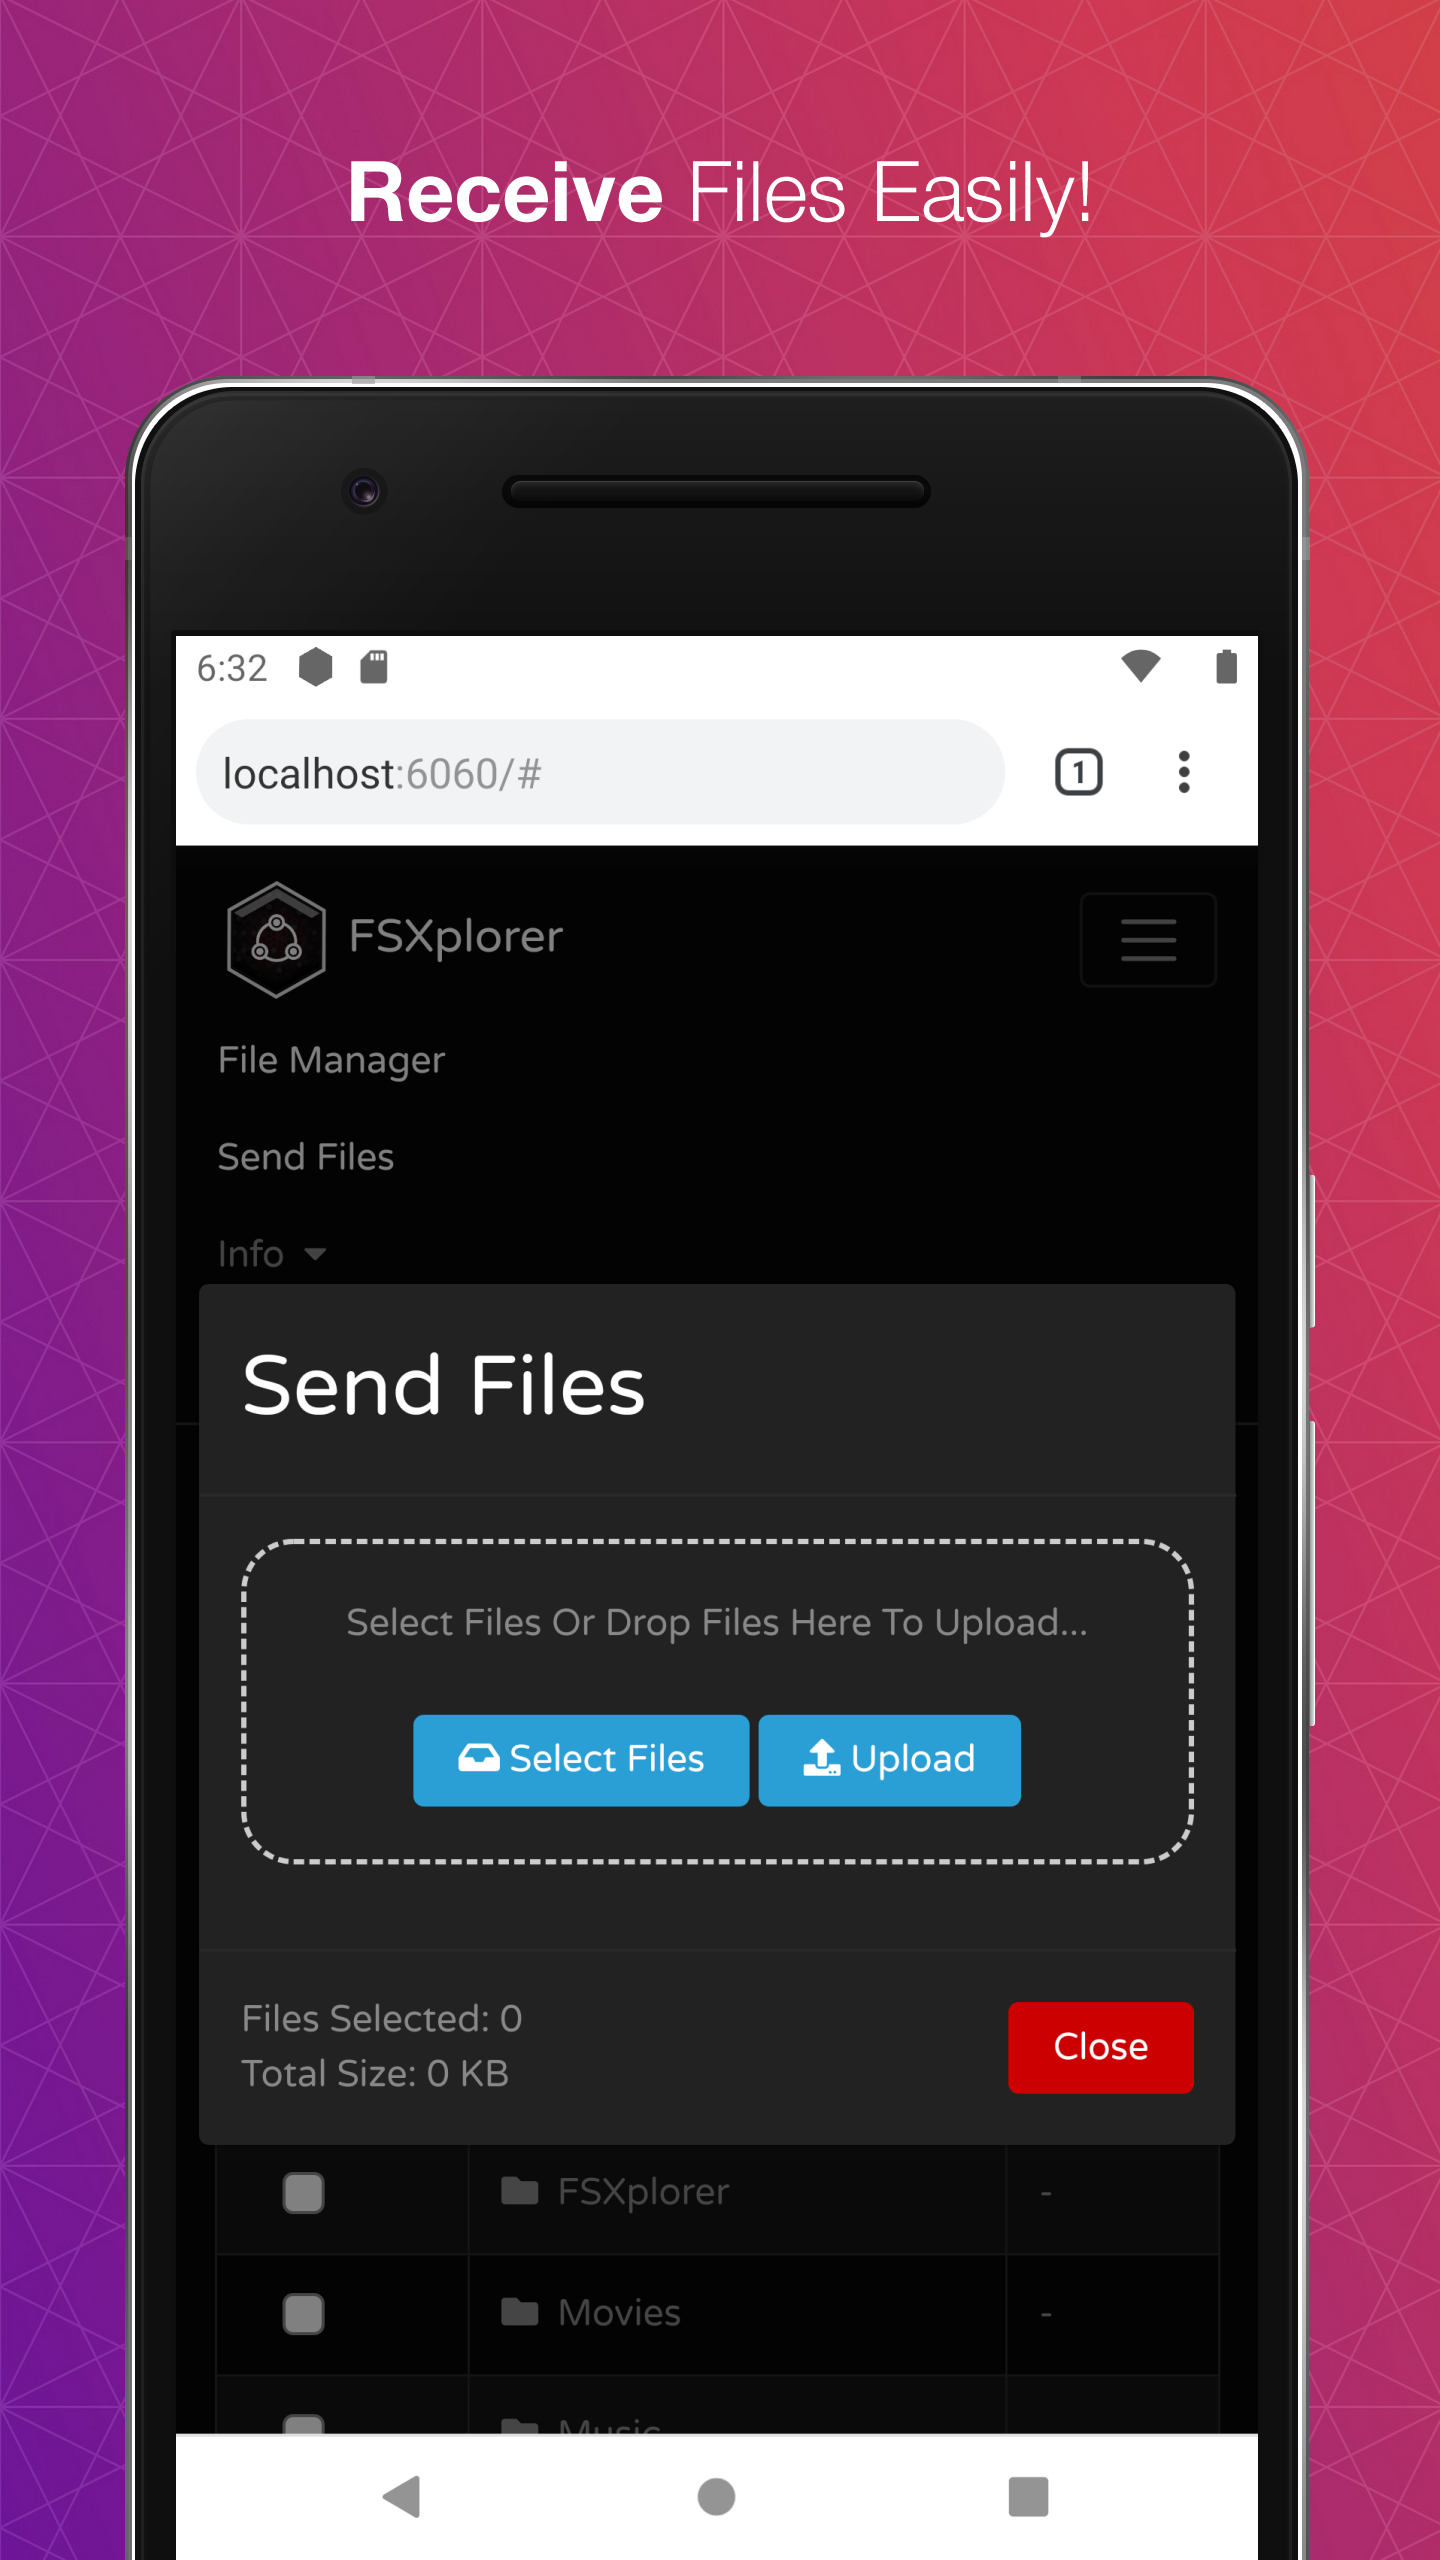 Receive Files Easily!
6:32
localhost:6060/#
1
FSXplorer
File Manager
Send Files
Info
Send Files
Select Files Or Drop Files Here To Upload...
Select Files
Upload
Files Selected: 0
Total Size: 0 KB
Close
FSXplorer -
Movies -
Music